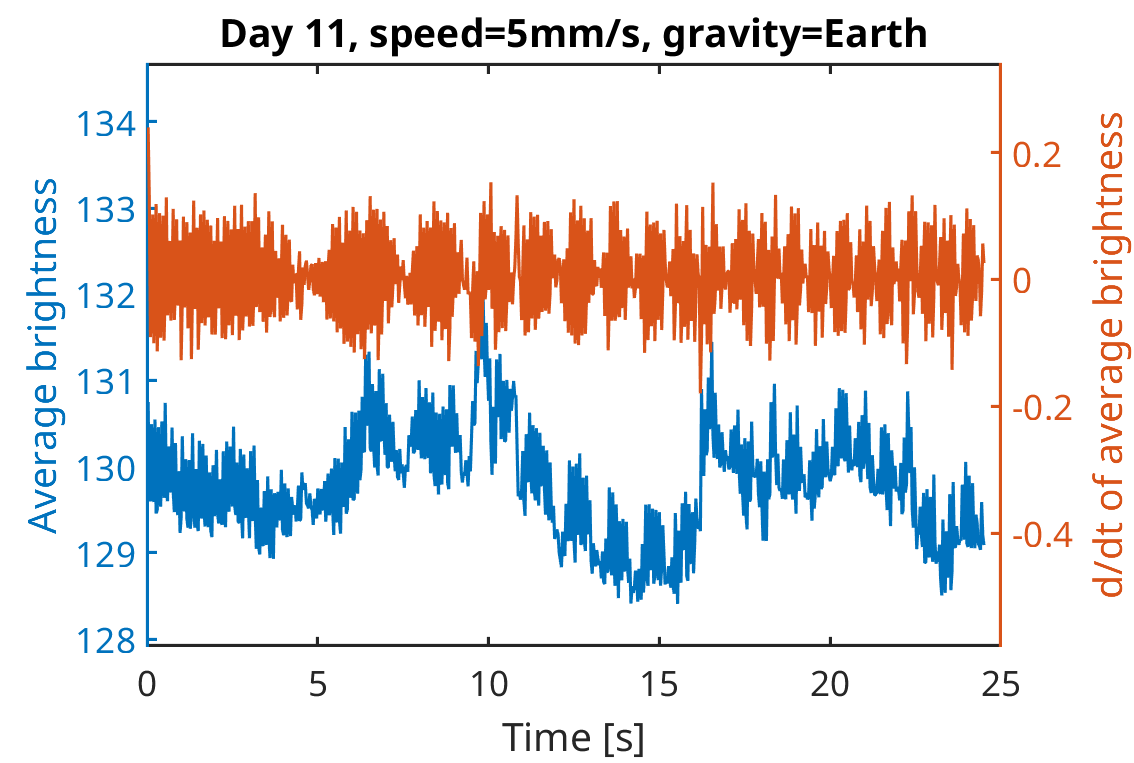 Day 11, speed=5mm/s, gravity=Earth
134
133
132
131
130
129
128
Average brightness
0.2
0
-0.2
-0.4
d/dt of average brightness
0 5 10 15 20 25
Time [s]